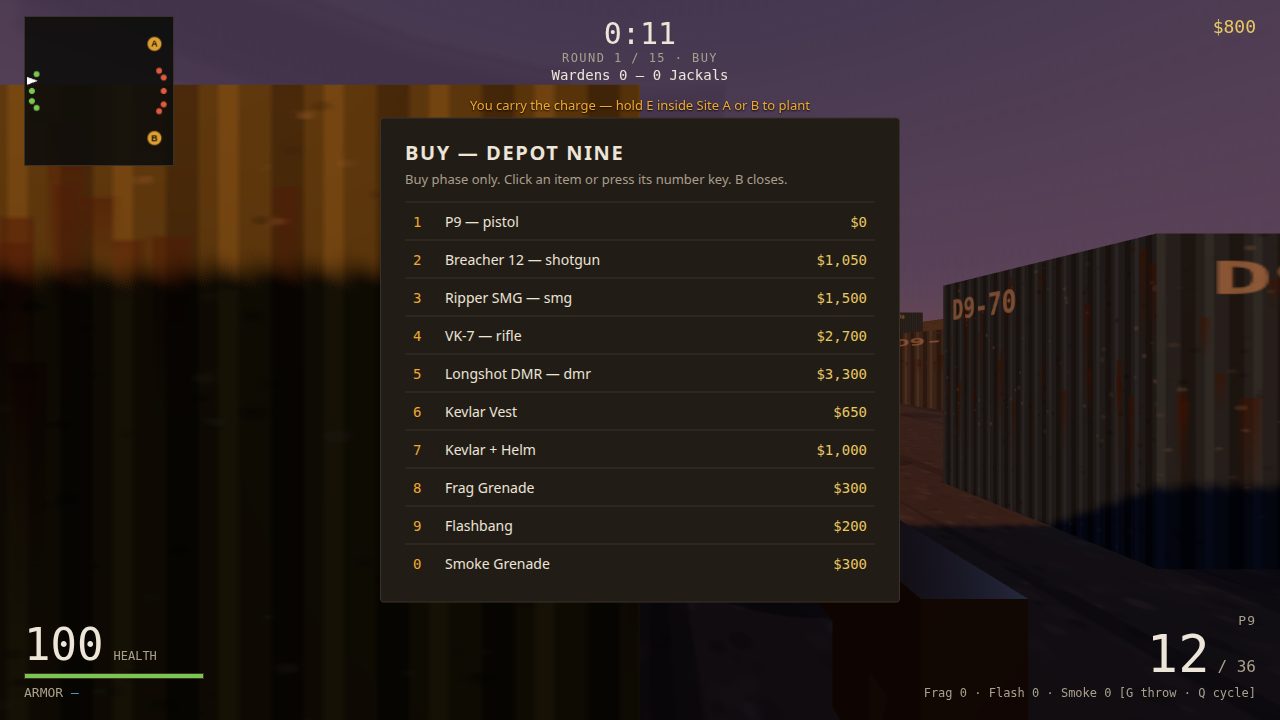 A
B
0:11
ROUND 1 / 15 · BUY
Wardens 0 — 0 Jackals
$800
You carry the charge — hold E inside Site A or B to plant
BUY — DEPOT NINE
Buy phase only. Click an item or press its number key. B closes.
1 P9 — pistol $0
2 Breacher 12 — shotgun $1,050
3 Ripper SMG — smg $1,500
4 VK-7 — rifle $2,700
5 Longshot DMR — dmr $3,300
6 Kevlar Vest $650
7 Kevlar + Helm $1,000
8 Frag Grenade $300
9 Flashbang $200
0 Smoke Grenade $300
D9-
D9-70
D
100 HEALTH
ARMOR —
P9
12 / 36
Frag 0 · Flash 0 · Smoke 0 [G throw · Q cycle]